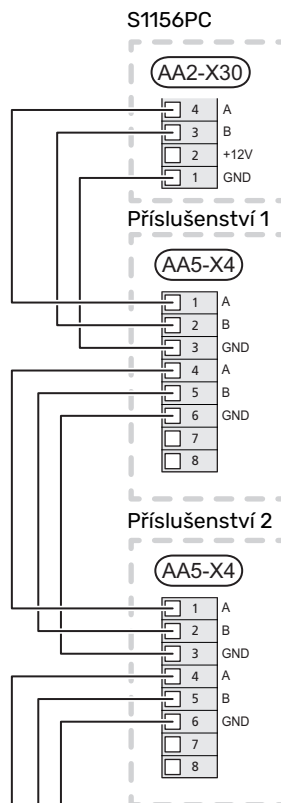 S1156PC
AA2-X30
4 A
3 B
2 +12V
1 GND
Příslušenství 1
AA5-X4
1 A
2 B
3 GND
4 A
5 B
6 GND
7
8
Příslušenství 2
AA5-X4
1 A
2 B
3 GND
4 A
5 B
6 GND
7
8